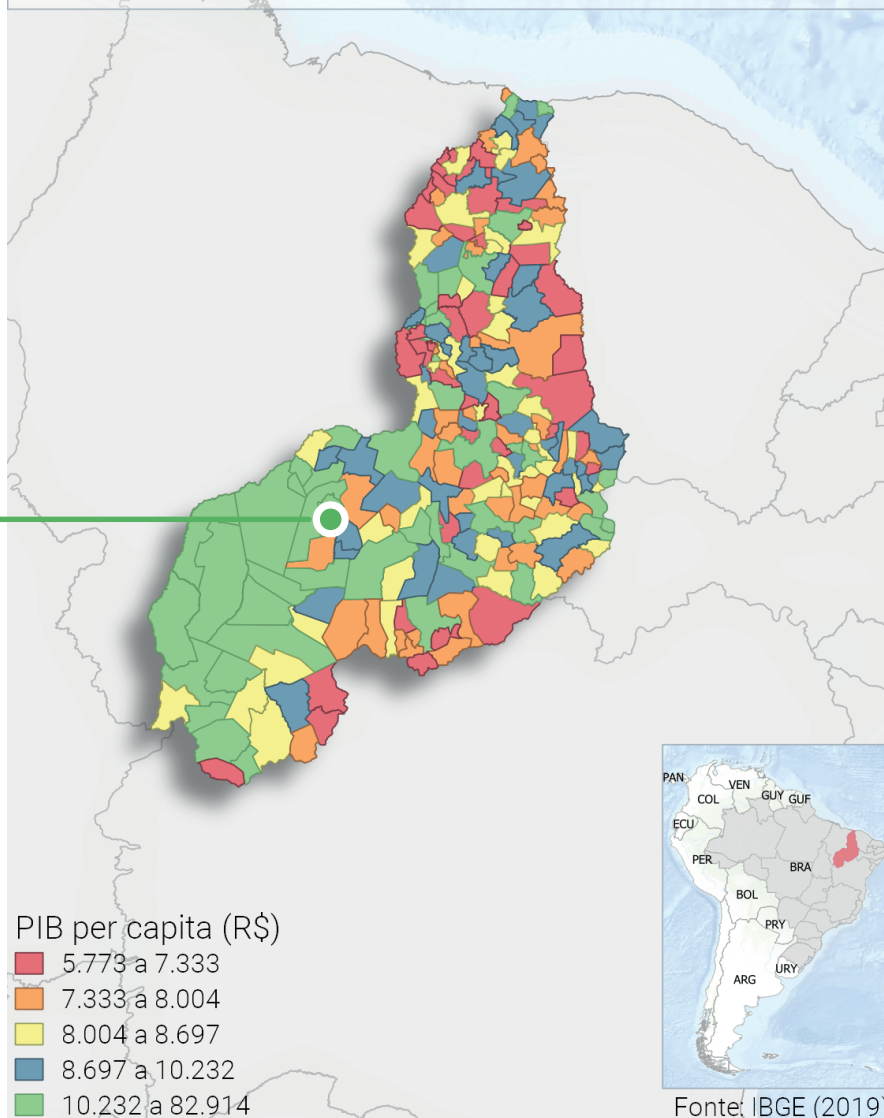 PIB per capita (R$)
5.773 a 7.333
7.333 a 8.004
8.004 a 8.697
8.697 a 10.232
10.232 a 82.914
PAN
VEN
GUY
GUF
COL
ECU
PER
BRA
BOL
PRY
URY
ARG
Fonte: IBGE (2019)